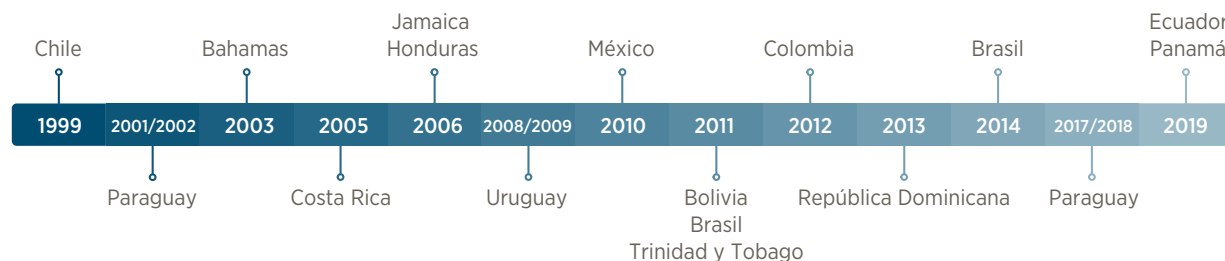 Chile
Bahamas
Jamaica
Honduras
México
Colombia
Brasil
Ecuador
Panamá
1999
2001/2002
2003
2005
2006
2008/2009
2010
2011
2012
2013
2014
2017/2018
2019
Paraguay
Costa Rica
Uruguay
Bolivia
Brasil
Trinidad y Tobago
República Dominicana
Paraguay